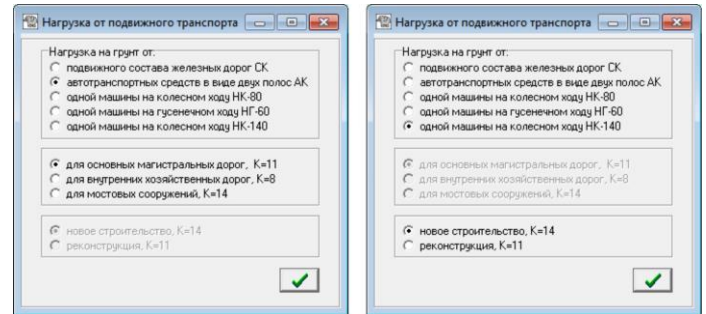 Нагрузка от подвижного транспорта
Нагрузка на грунт от:
подвижного состава железных дорог СК
автотранспортных средств в виде двух полос АК
одной машины на колесном ходу НК-80
одной машины на гусеничном ходу НГ-60
одной машины на колесном ходу НК-140
для основных магистральных дорог, К=11
для внутренних хозяйственных дорог, К=8
для мостовых сооружений, К=14
новое строительство, К=14
реконструкция, К=11
Нагрузка от подвижного транспорта
Нагрузка на грунт от:
подвижного состава железных дорог СК
автотранспортных средств в виде двух полос АК
одной машины на колесном ходу НК-80
одной машины на гусеничном ходу НГ-60
одной машины на колесном ходу НК-140
для основных магистральных дорог, К=11
для внутренних хозяйственных дорог, К=8
для мостовых сооружений, К=14
новое строительство, К=14
реконструкция, К=11